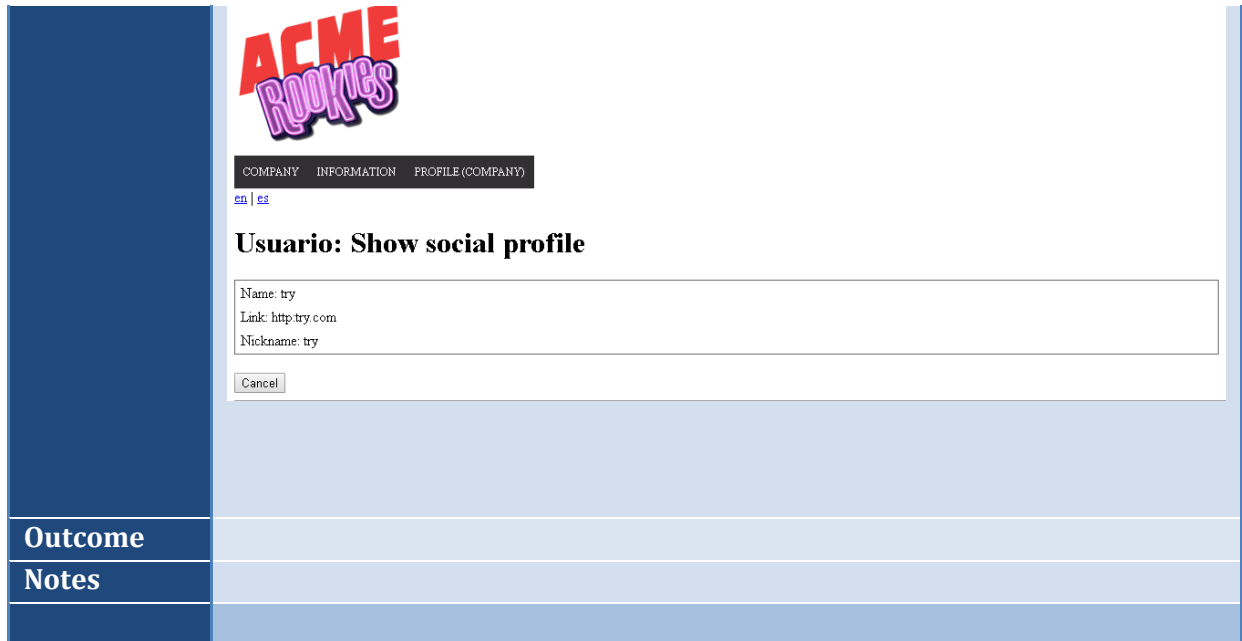 ACME
ROOKIES
COMPANY INFORMATION PROFILE (COMPANY)
en | es
Usuario: Show social profile
Name: try
Link: http:try.com
Nickname: try
Cancel
Outcome
Notes